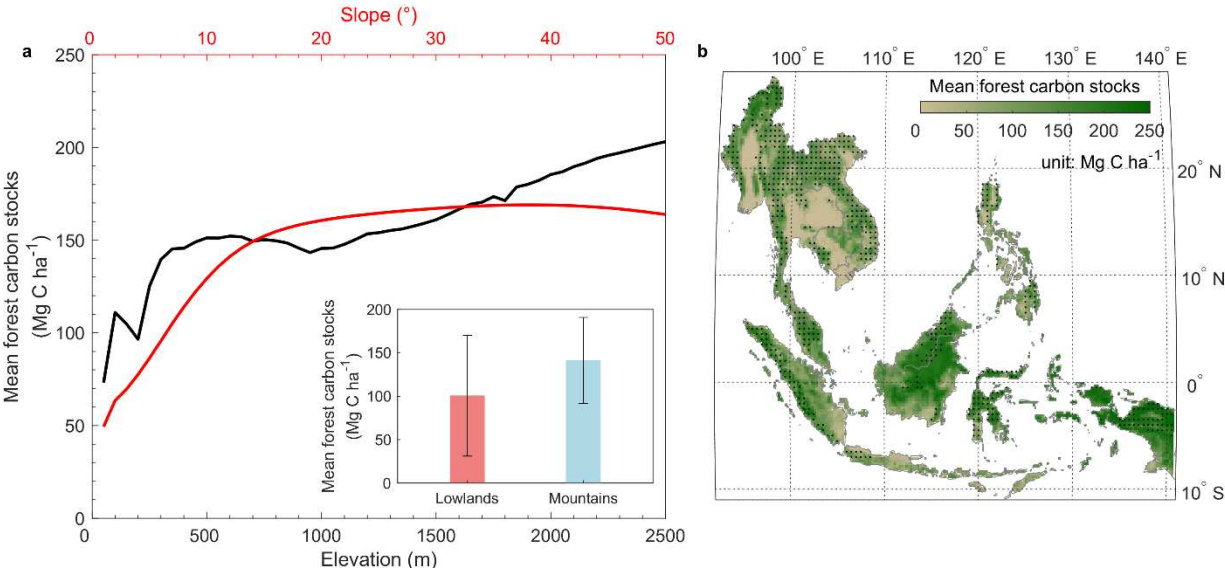 a
Slope (°)
0 10 20 30 40 50
250
200
150
100
50
0
Mean forest carbon stocks
(Mg C ha⁻¹)
0 500 1000 1500 2000 2500
Elevation (m)
200
150
100
50
0
Mean forest carbon stocks
(Mg C ha⁻¹)
Lowlands Mountains
b
100° E 110° E 120° E 130° E 140° E
Mean forest carbon stocks
0 50 100 150 200 250
unit: Mg C ha⁻¹
20° N
10° N
0°
10° S